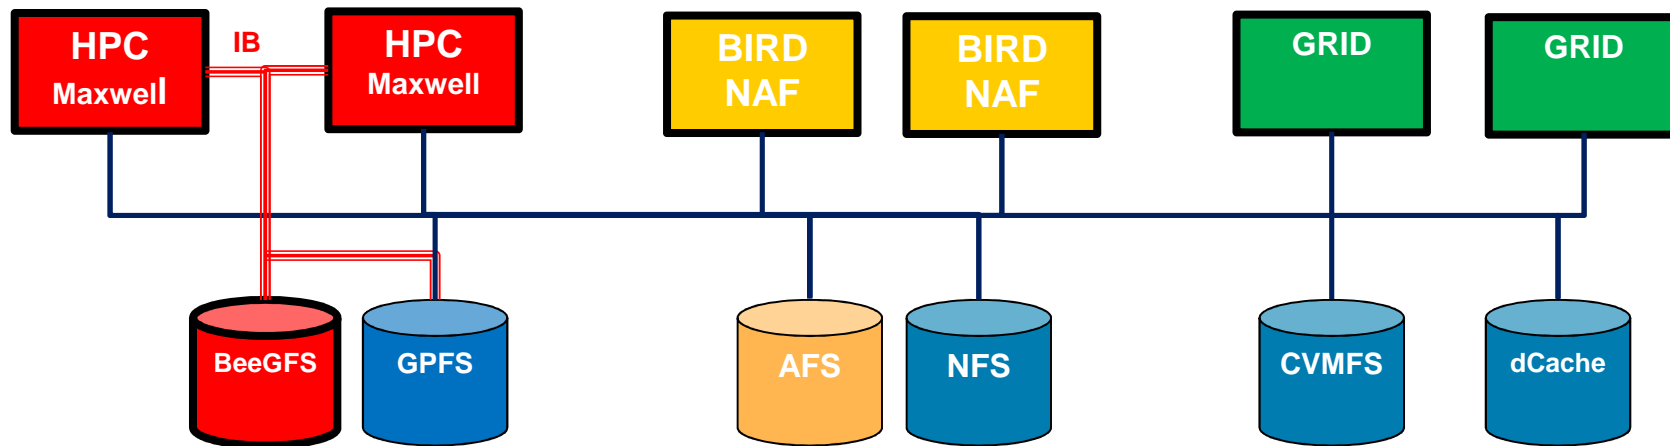 HPC
Maxwell
IB
HPC
Maxwell
BIRD
NAF
BIRD
NAF
GRID
GRID
BeeGFS
GPFS
AFS
NFS
CVMFS
dCache